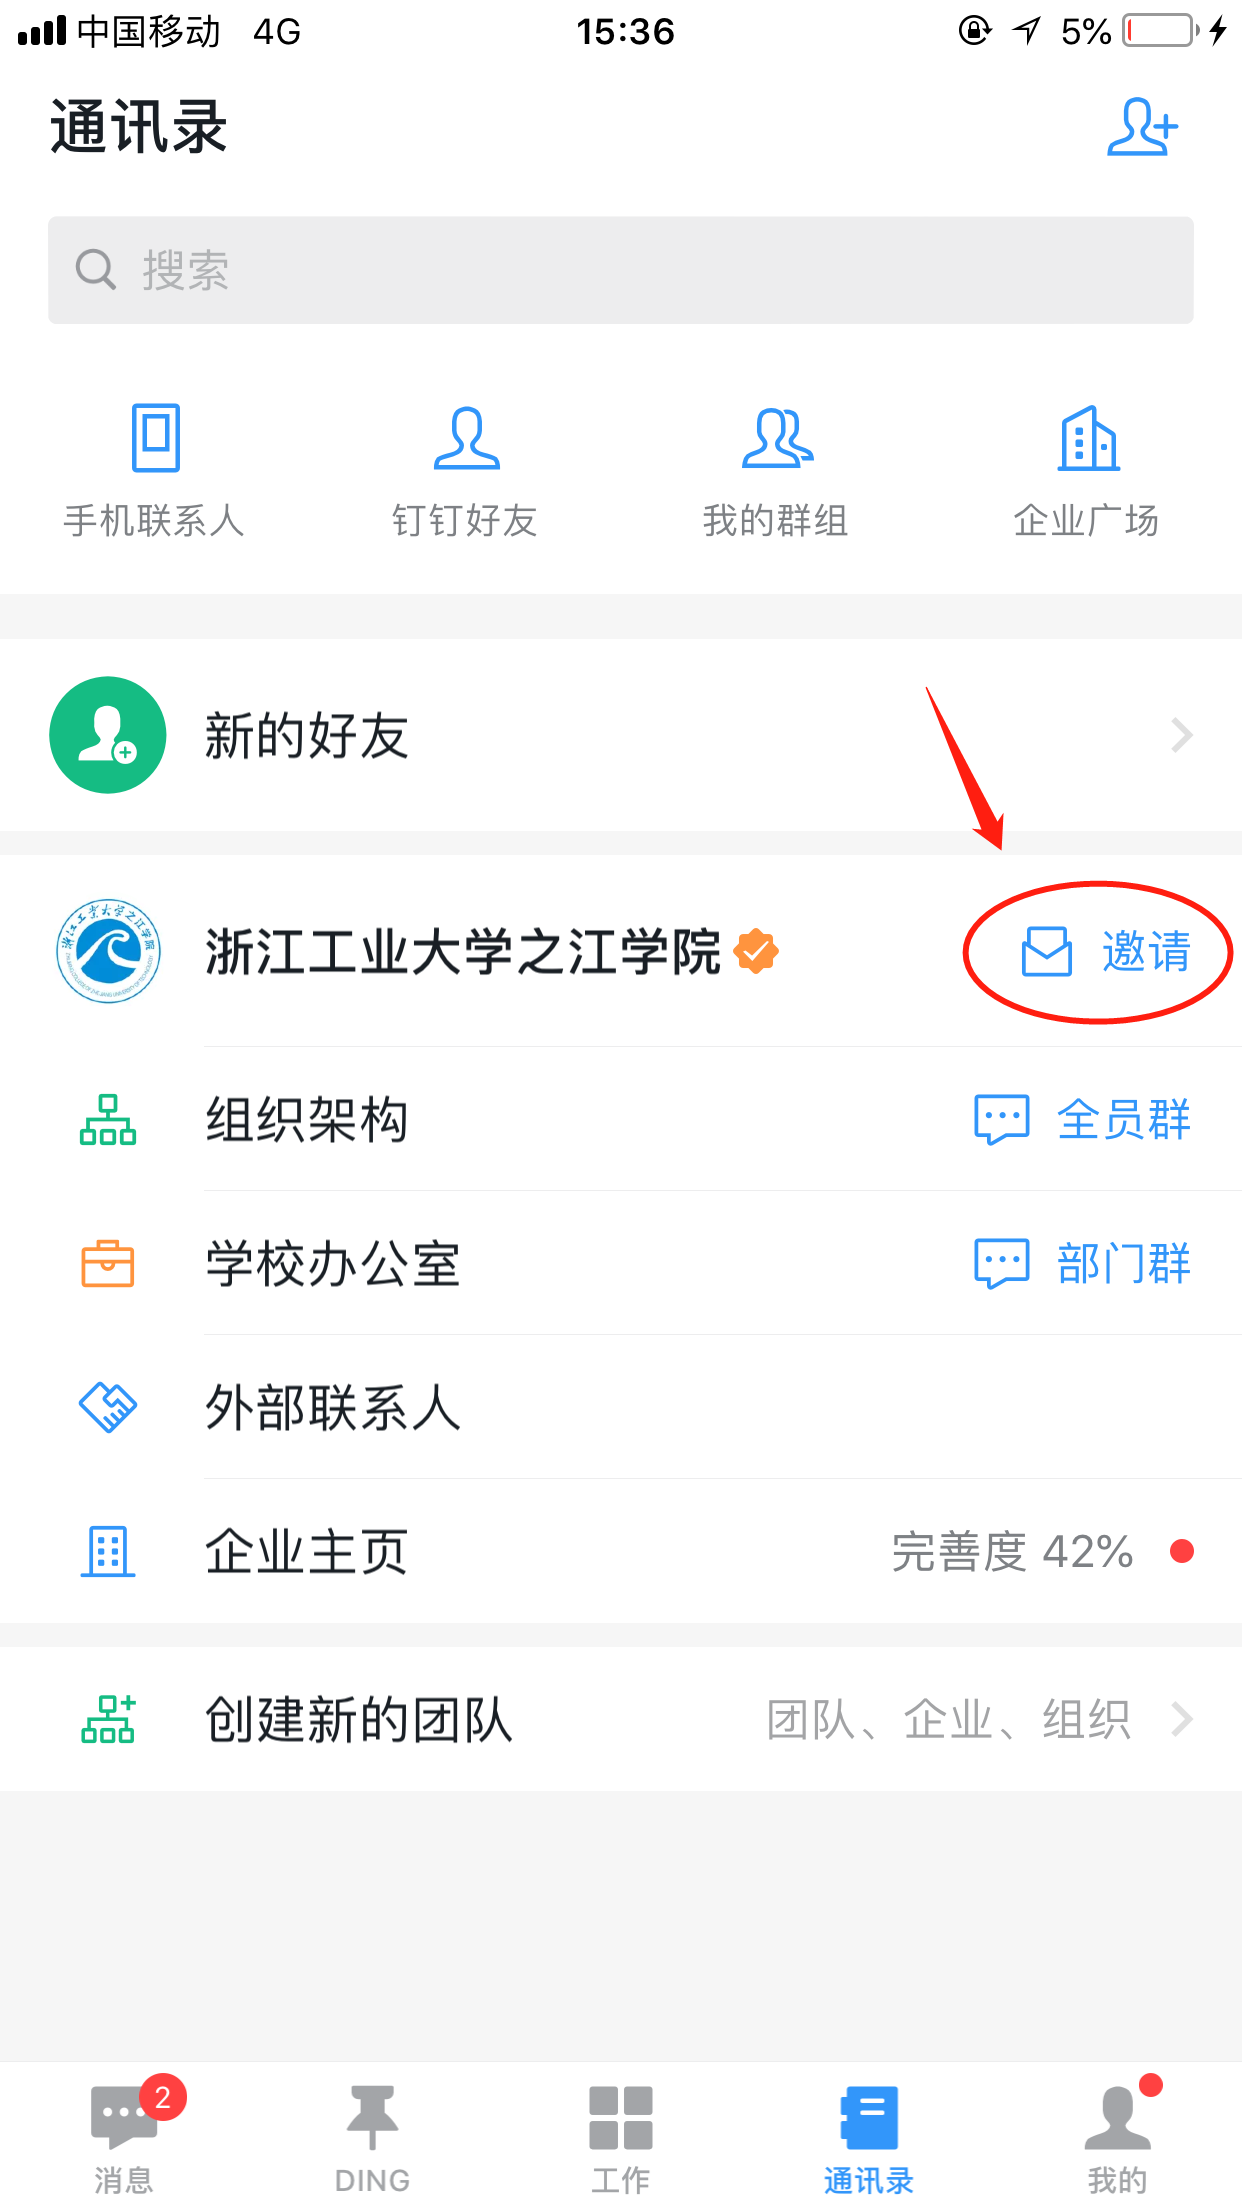 中国移动 4G 15:36 5%
通讯录
搜索
手机联系人 钉钉好友 我的群组 企业广场
新的好友
浙江工业大学之江学院 邀请
组织架构 全员群
学校办公室 部门群
外部联系人
企业主页 完善度 42%
创建新的团队 团队、企业、组织
2
消息 DING 工作 通讯录 我的